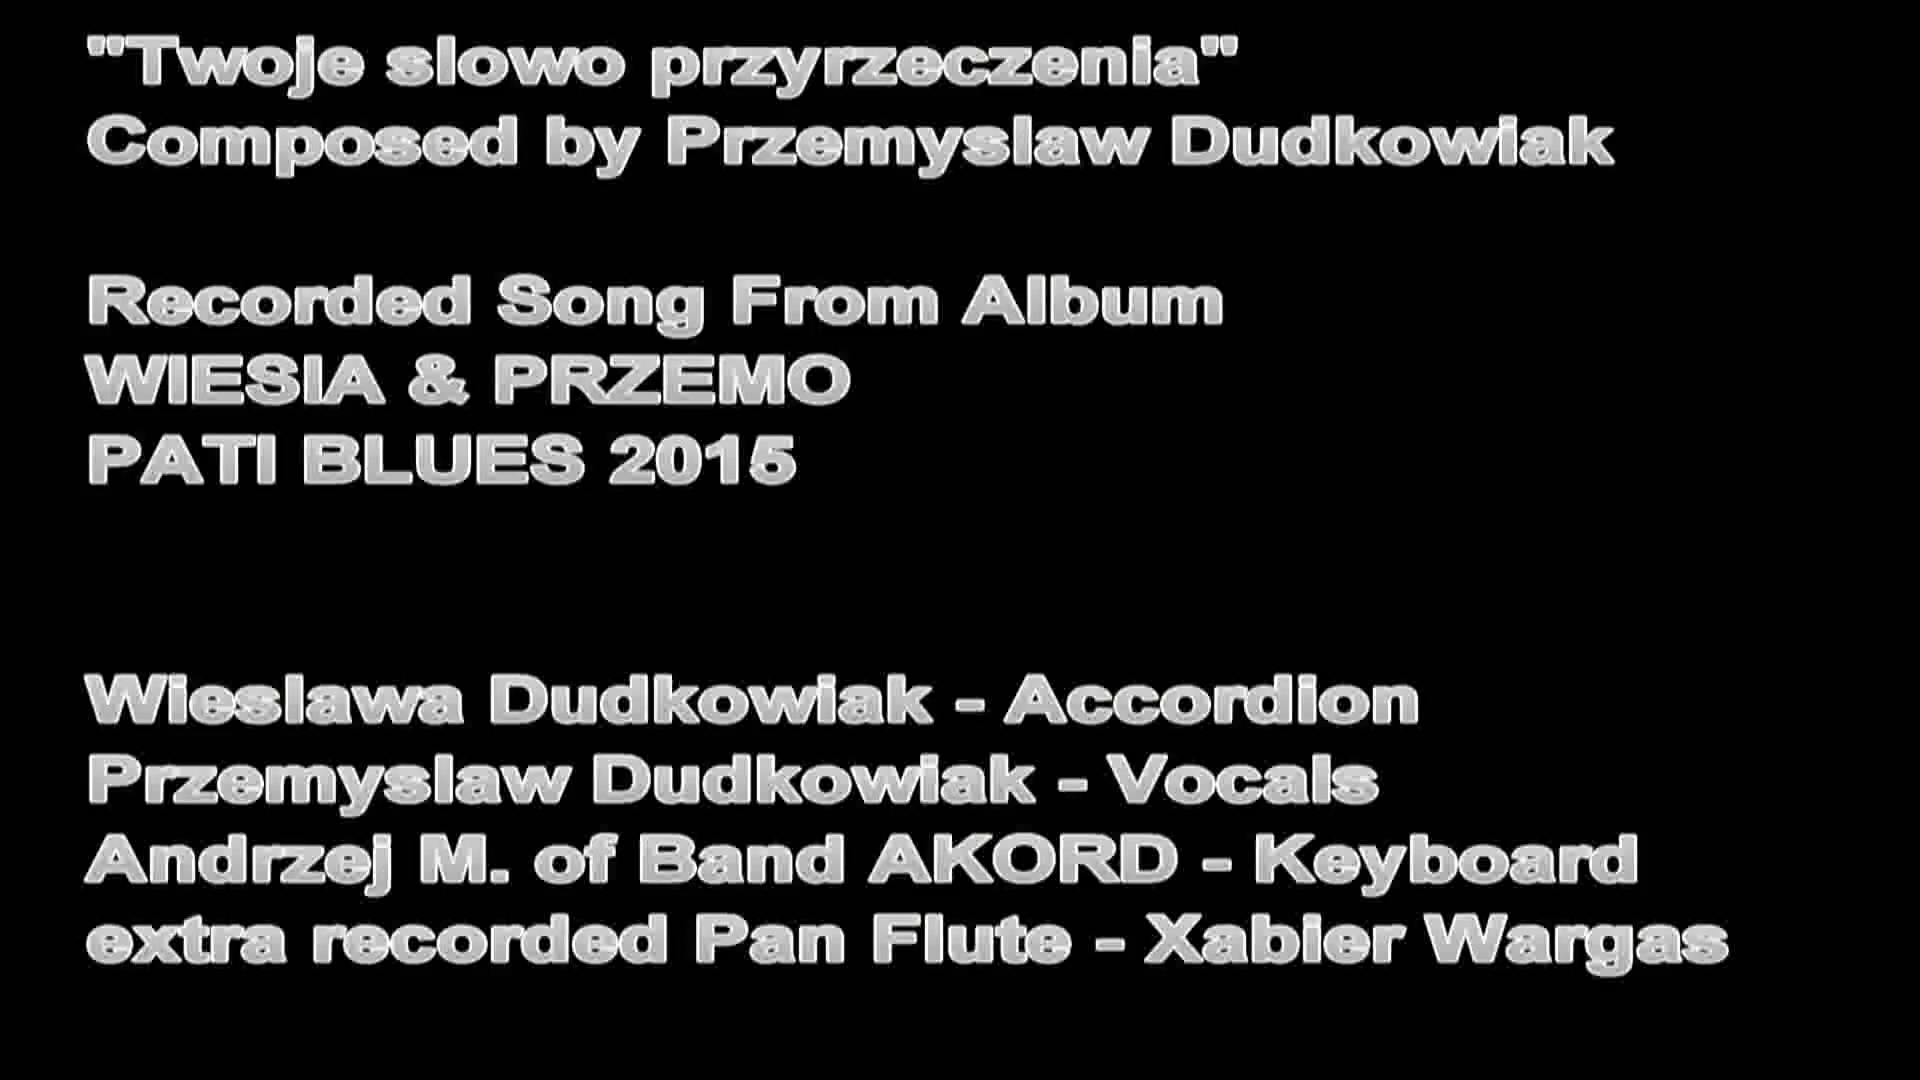 "Twoje slowo przyrzeczenia"
Composed by Przemyslaw Dudkowiak
Recorded Song From Album
WIESIA & PRZEMO
PATI BLUES 2015
Wieslawa Dudkowiak - Accordion
Przemyslaw Dudkowiak - Vocals
Andrzej M. of Band AKORD - Keyboard
extra recorded Pan Flute - Xabier Wargas